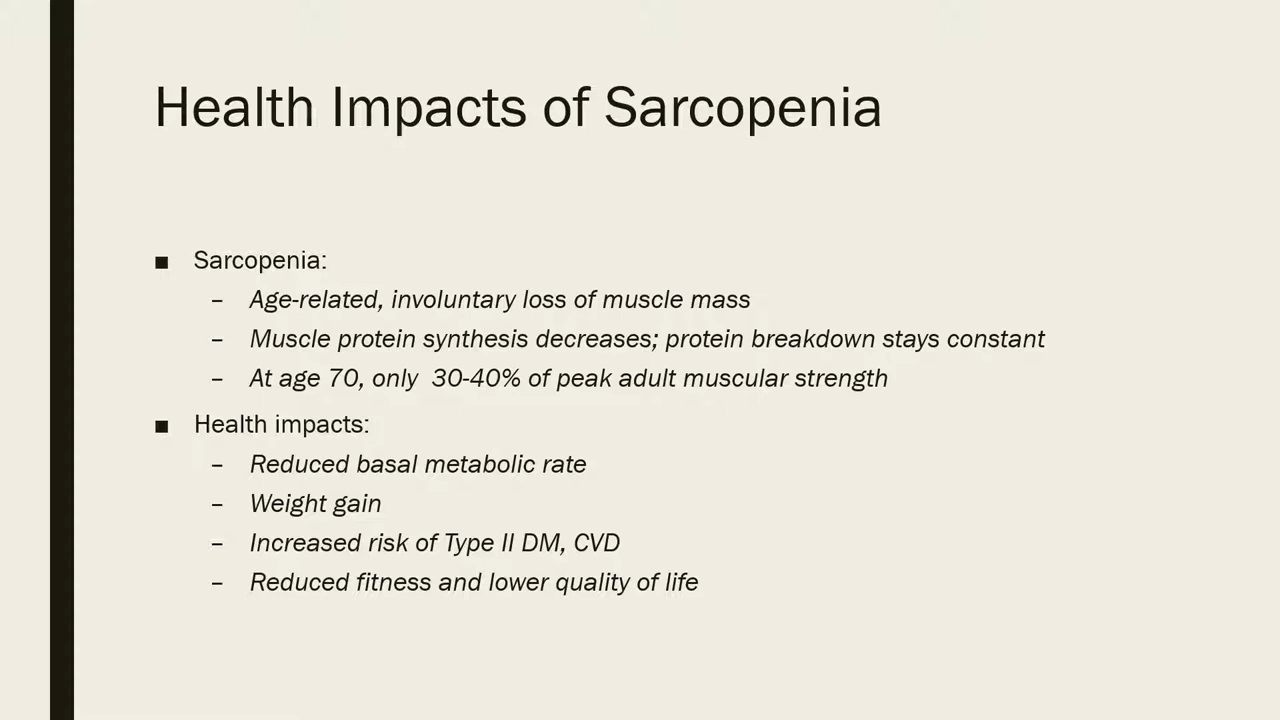 Health Impacts of Sarcopenia
■ Sarcopenia:
– Age-related, involuntary loss of muscle mass
– Muscle protein synthesis decreases; protein breakdown stays constant
– At age 70, only  30-40% of peak adult muscular strength
■ Health impacts:
– Reduced basal metabolic rate
– Weight gain
– Increased risk of Type II DM, CVD
– Reduced fitness and lower quality of life